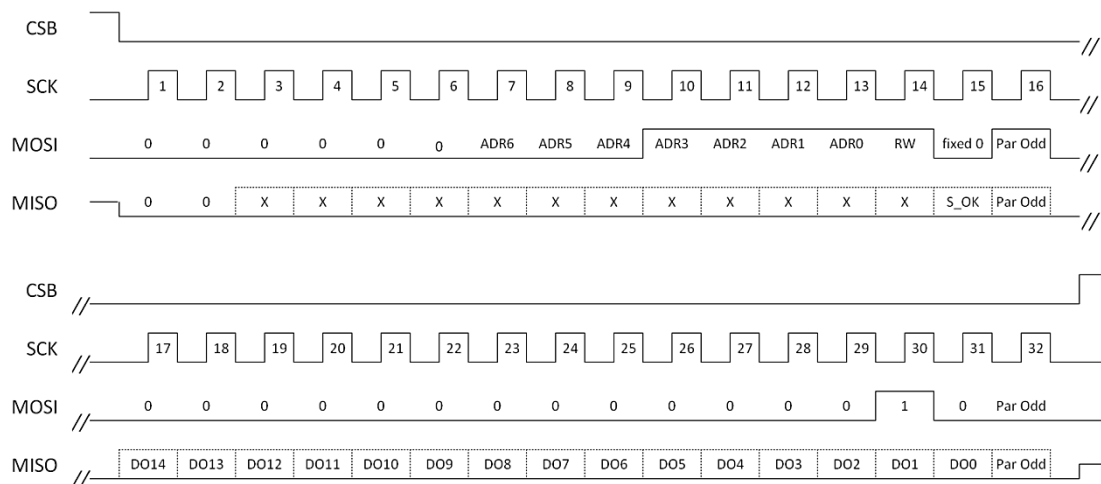 CSB //
SCK 1 2 3 4 5 6 7 8 9 10 11 12 13 14 15 16 //
MOSI 0 0 0 0 0 0 ADR6 ADR5 ADR4 ADR3 ADR2 ADR1 ADR0 RW fixed 0 Par Odd //
MISO 0 0 X X X X X X X X X X X X S_OK Par Odd //
CSB //
SCK // 17 18 19 20 21 22 23 24 25 26 27 28 29 30 31 32
MOSI // 0 0 0 0 0 0 0 0 0 0 0 0 0 1 0 Par Odd
MISO // DO14 DO13 DO12 DO11 DO10 DO9 DO8 DO7 DO6 DO5 DO4 DO3 DO2 DO1 DO0 Par Odd